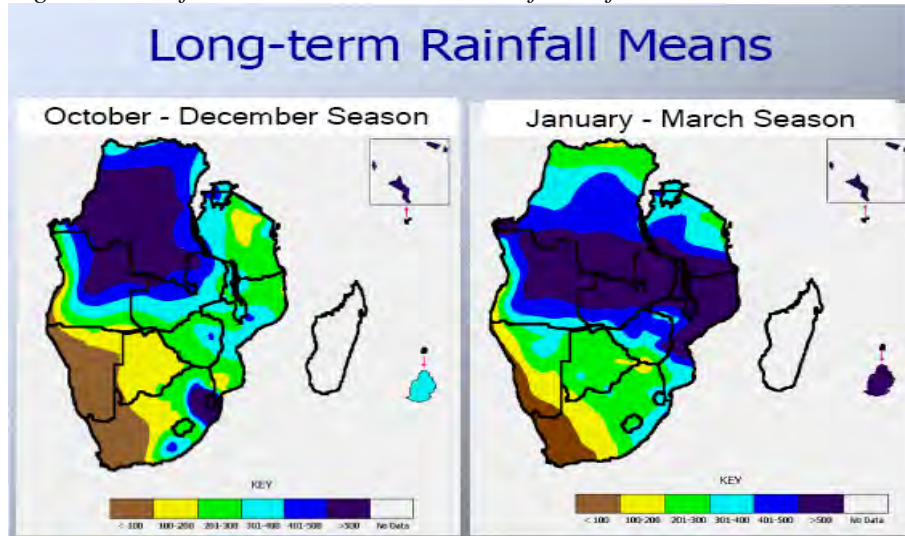 Long-term Rainfall Means
October - December Season
January - March Season
KEY
< 100 100-200 201-300 301-400 401-500 >500 No Data
KEY
< 100 100-200 201-300 301-400 401-500 >500 No Data